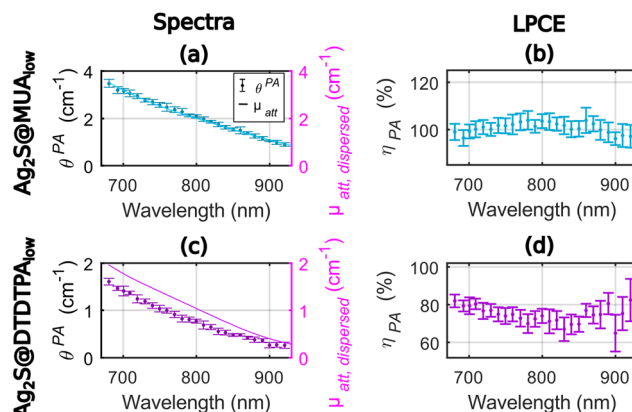 Spectra
LPCE
Ag₂S@MUAlow
(a)
θ PA (cm⁻¹)
4
2
0
θ PA
μ att
4
3
2
1
0
μ att, dispersed (cm⁻¹)
700 800 900
Wavelength (nm)
(b)
η PA (%)
120
100
700 800 900
Wavelength (nm)
Ag₂S@DTDTPAlow
(c)
θ PA (cm⁻¹)
2
1
0
2
1
0
μ att, dispersed (cm⁻¹)
700 800 900
Wavelength (nm)
(d)
η PA (%)
100
80
60
700 800 900
Wavelength (nm)